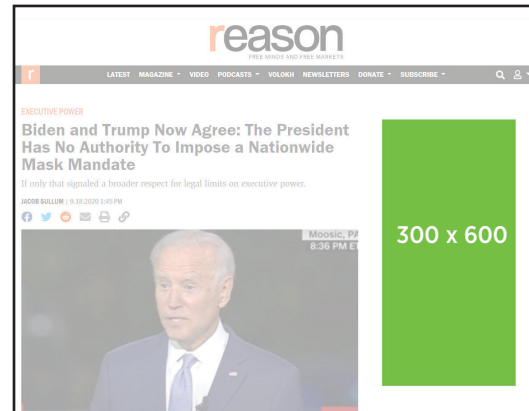 reason
FREE MINDS AND FREE MARKETS
r LATEST MAGAZINE VIDEO PODCASTS VOLOKH NEWSLETTERS DONATE SUBSCRIBE
EXECUTIVE POWER
Biden and Trump Now Agree: The President
Has No Authority To Impose a Nationwide
Mask Mandate
If only that signaled a broader respect for legal limits on executive power.
JACOB SULLUM | 9.18.2020 1:45 PM
Moosic, PA
8:36 PM ET
300 x 600